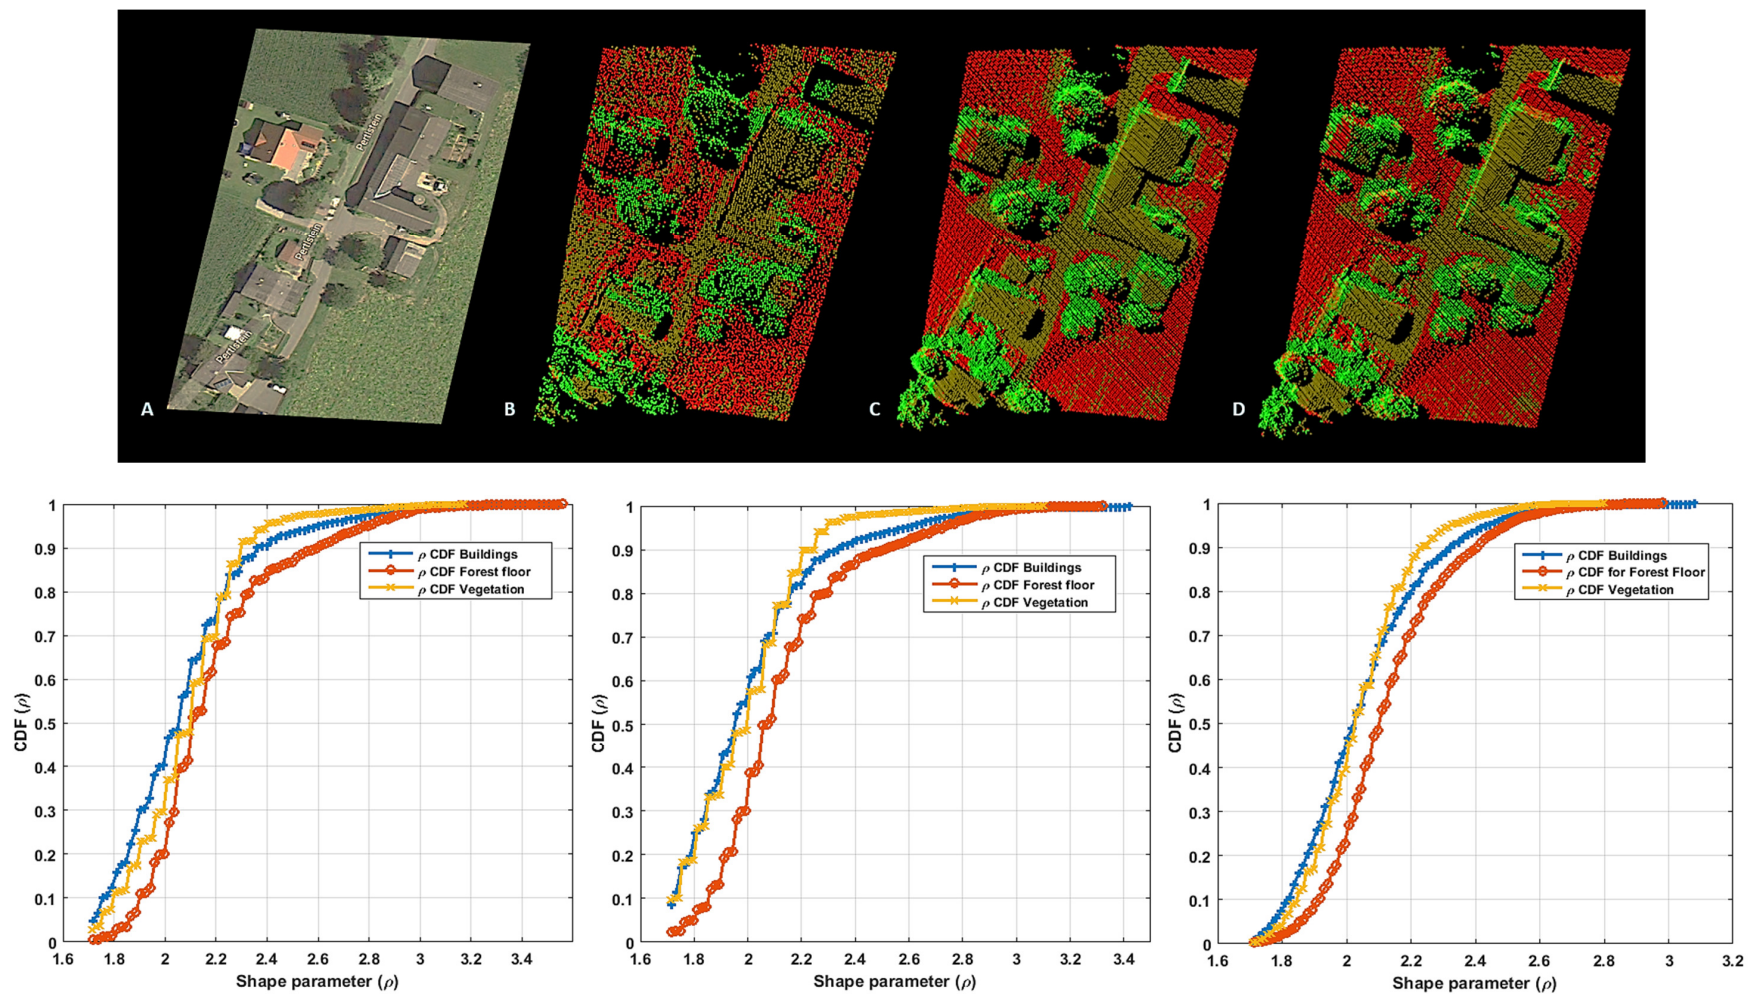 Pertlstein
Pertlstein
Pertlstein
A
B
C
D
1
0.9
0.8
0.7
0.6
0.5
0.4
0.3
0.2
0.1
0
CDF (ρ)
ρ CDF Buildings
ρ CDF Forest floor
ρ CDF Vegetation
1.6 1.8 2 2.2 2.4 2.6 2.8 3 3.2 3.4
Shape parameter (ρ)
1
0.9
0.8
0.7
0.6
0.5
0.4
0.3
0.2
0.1
0
CDF (ρ)
ρ CDF Buildings
ρ CDF Forest floor
ρ CDF Vegetation
1.6 1.8 2 2.2 2.4 2.6 2.8 3 3.2 3.4
Shape parameter (ρ)
1
0.9
0.8
0.7
0.6
0.5
0.4
0.3
0.2
0.1
0
CDF (ρ)
ρ CDF Buildings
ρ CDF for Forest Floor
ρ CDF Vegetation
1.6 1.8 2 2.2 2.4 2.6 2.8 3 3.2
Shape parameter (ρ)